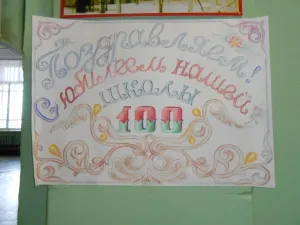 Поздравляем!
С юбилеем нашей
школы
100